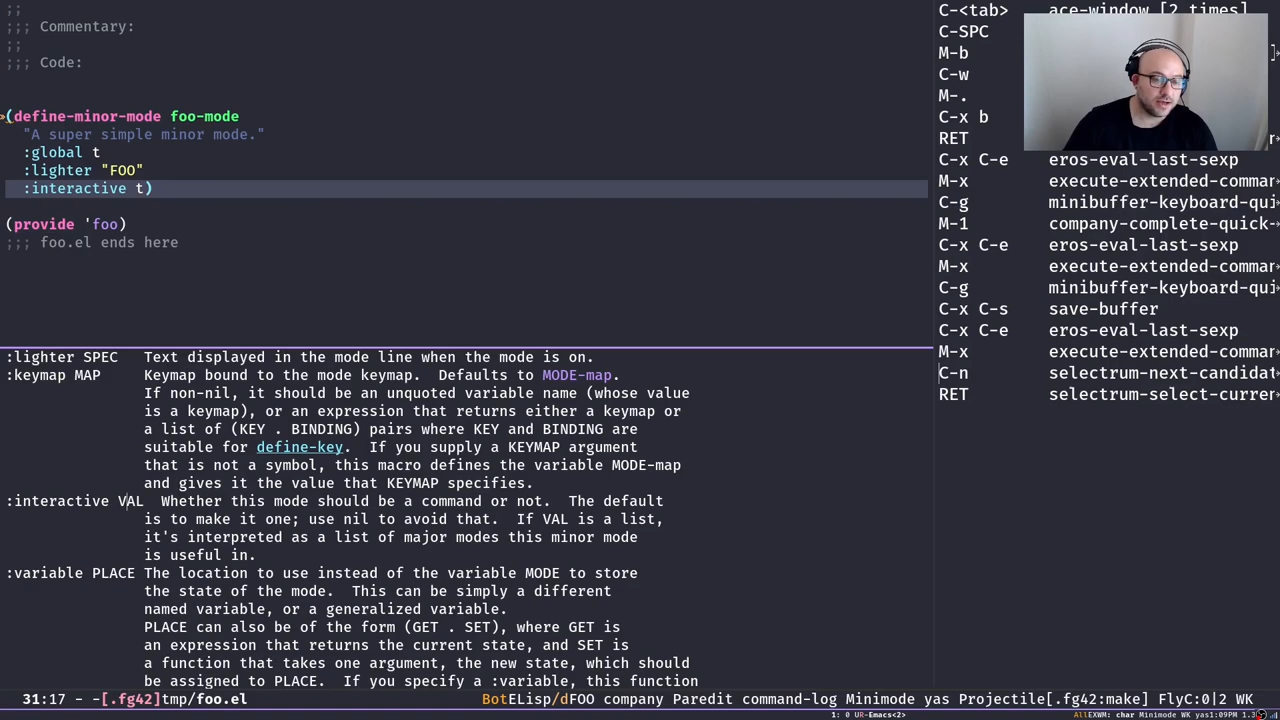 ;;
;;; Commentary:
;;
;;; Code:
(define-minor-mode foo-mode
"A super simple minor mode."
:global t
:lighter "FOO"
:interactive t)
(provide 'foo)
;;; foo.el ends here
:lighter SPEC   Text displayed in the mode line when the mode is on.
:keymap MAP     Keymap bound to the mode keymap.  Defaults to MODE-map.
If non-nil, it should be an unquoted variable name (whose value
is a keymap), or an expression that returns either a keymap or
a list of (KEY . BINDING) pairs where KEY and BINDING are
suitable for define-key.  If you supply a KEYMAP argument
that is not a symbol, this macro defines the variable MODE-map
and gives it the value that KEYMAP specifies.
:interactive VAL  Whether this mode should be a command or not.  The default
is to make it one; use nil to avoid that.  If VAL is a list,
it's interpreted as a list of major modes this minor mode
is useful in.
:variable PLACE The location to use instead of the variable MODE to store
the state of the mode.  This can be simply a different
named variable, or a generalized variable.
PLACE can also be of the form (GET . SET), where GET is
an expression that returns the current state, and SET is
a function that takes one argument, the new state, which should
be assigned to PLACE.  If you specify a :variable, this function
C-<tab>    ace-window [2 times]
C-SPC
M-b
C-w
M-.
C-x b
RET
C-x C-e    eros-eval-last-sexp
M-x        execute-extended-comman
C-g        minibuffer-keyboard-qui
M-1        company-complete-quick-
C-x C-e    eros-eval-last-sexp
M-x        execute-extended-comman
C-g        minibuffer-keyboard-qui
C-x C-s    save-buffer
C-x C-e    eros-eval-last-sexp
M-x        execute-extended-comman
C-n        selectrum-next-candidat
RET        selectrum-select-curren
31:17 - -[.fg42]tmp/foo.el BotELisp/dFOO company Paredit command-log Minimode yas Projectile[.fg42:make] FlyC:0|2 WK
1: 0 UR-Emacs<2> AllEXWM: char Minimode WK yas1:09PM 1.3